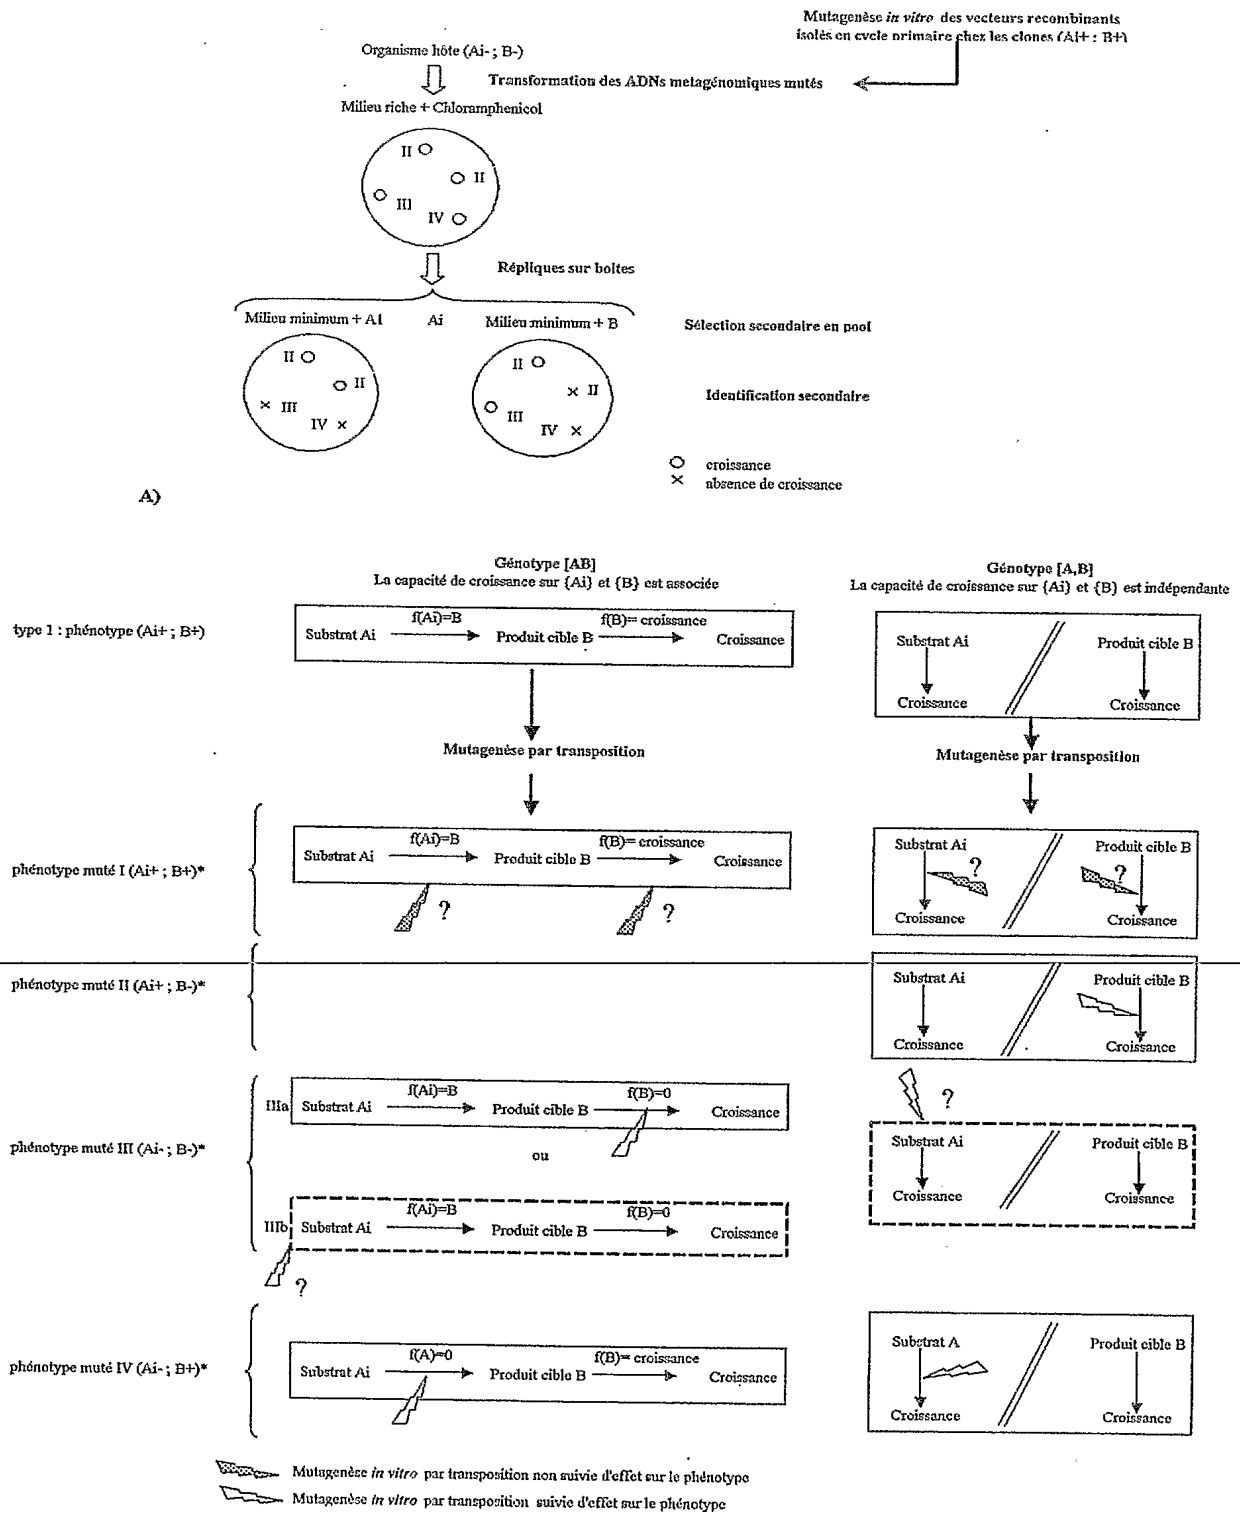 Mutagenèse in vitro des vecteurs recombinants
isolés en cycle primaire chez les clones (Ai+ : B+)
Organisme hôte (Ai- ; B-)
Transformation des ADNs metagénomiques mutés
Milieu riche + Chloramphenicol
II
II
III
IV
Répliques sur boîtes
Milieu minimum + A1
Ai
Milieu minimum + B
Sélection secondaire en pool
II
II
III
IV
II
II
III
IV
Identification secondaire
croissance
absence de croissance
A)
Génotype [AB]
La capacité de croissance sur {Ai} et {B} est associée
Génotype [A,B]
La capacité de croissance sur {Ai} et {B} est indépendante
type 1 : phénotype (Ai+ ; B+)
f(Ai)=B
f(B)= croissance
Substrat Ai
Produit cible B
Croissance
Substrat Ai
Produit cible B
Croissance
Croissance
Mutagenèse par transposition
Mutagenèse par transposition
phénotype muté I (Ai+ ; B+)*
f(Ai)=B
f(B)= croissance
Substrat Ai
Produit cible B
Croissance
?
?
Substrat Ai
Produit cible B
?
?
Croissance
Croissance
phénotype muté II (Ai+ ; B-)*
Substrat Ai
Produit cible B
Croissance
Croissance
phénotype muté III (Ai- ; B-)*
IIIa
f(Ai)=B
f(B)=0
Substrat Ai
Produit cible B
Croissance
ou
IIIb
f(Ai)=B
f(B)=0
Substrat Ai
Produit cible B
Croissance
?
?
Substrat Ai
Produit cible B
Croissance
Croissance
phénotype muté IV (Ai- ; B+)*
f(A)=0
f(B)= croissance
Substrat Ai
Produit cible B
Croissance
Substrat A
Produit cible B
Croissance
Croissance
Mutagenèse in vitro par transposition non suivie d'effet sur le phénotype
Mutagenèse in vitro par transposition suivie d'effet sur le phénotype